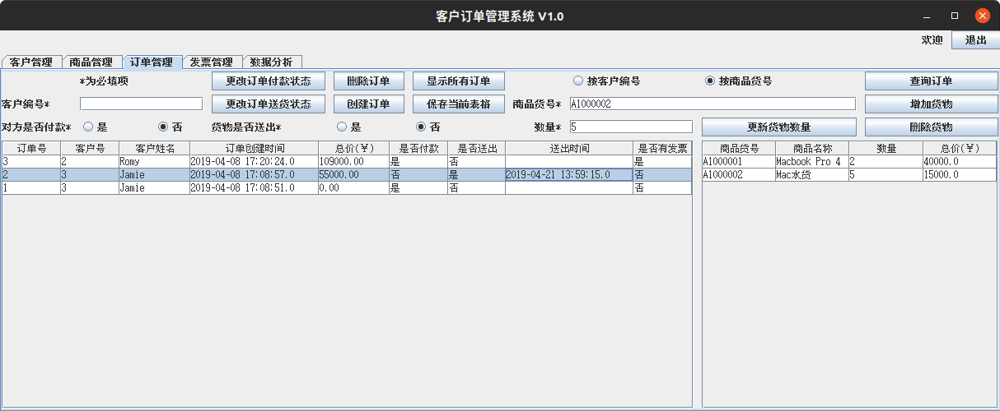 客户订单管理系统 V1.0
欢迎 退出
客户管理 商品管理 订单管理 发票管理 数据分析
*为必填项 更改订单付款状态 删除订单 显示所有订单 按客户编号 按商品货号 查询订单
客户编号* 更改订单送货状态 创建订单 保存当前表格 商品货号* A1000002 增加货物
对方是否付款* 是 否 货物是否送出* 是 否 数量* 5 更新货物数量 删除货物
订单号 客户号 客户姓名 订单创建时间 总价(¥) 是否付款 是否送出 送出时间 是否有发票 商品货号 商品名称 数量 总价(¥)
3 2 Romy 2019-04-08 17:20:24.0 109000.00 是 否 是 A1000001 Macbook Pro 4 2 40000.0
2 3 Jamie 2019-04-08 17:08:57.0 55000.00 否 是 2019-04-21 13:59:15.0 否 A1000002 Mac水货 5 15000.0
1 3 Jamie 2019-04-08 17:08:51.0 0.00 是 否 否